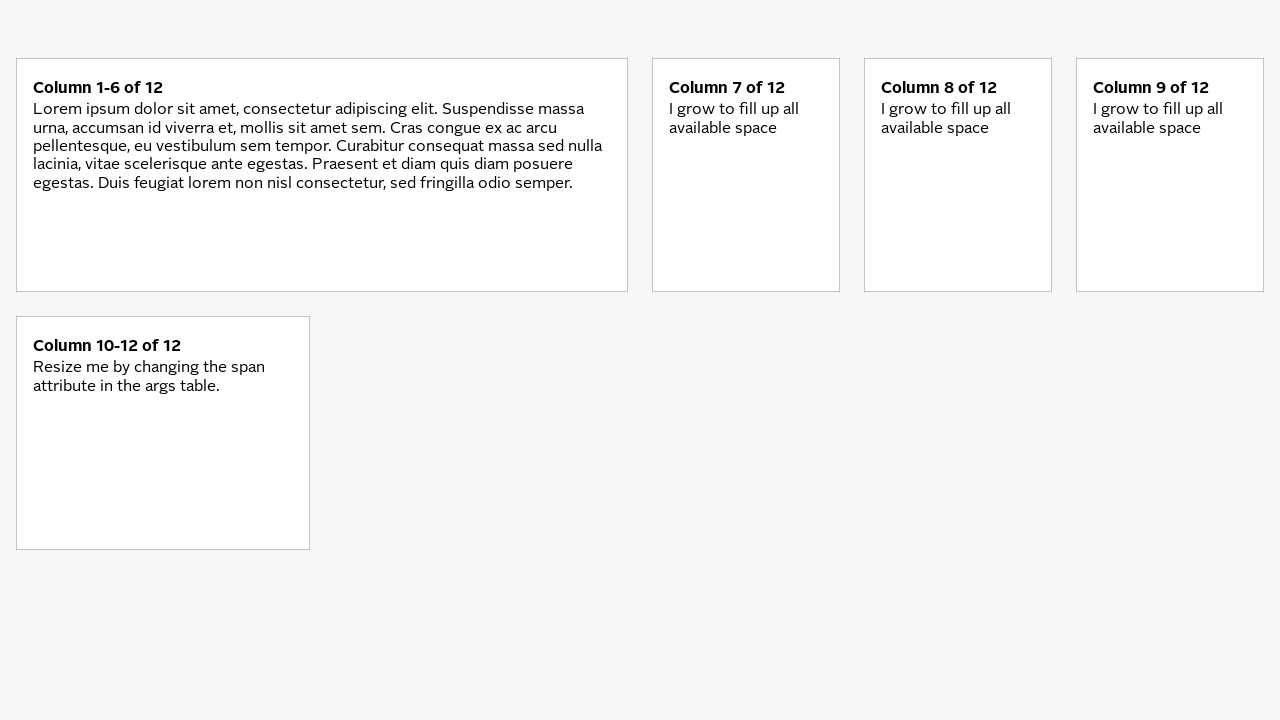 Column 1-6 of 12
Lorem ipsum dolor sit amet, consectetur adipiscing elit. Suspendisse massa
urna, accumsan id viverra et, mollis sit amet sem. Cras congue ex ac arcu
pellentesque, eu vestibulum sem tempor. Curabitur consequat massa sed nulla
lacinia, vitae scelerisque ante egestas. Praesent et diam quis diam posuere
egestas. Duis feugiat lorem non nisl consectetur, sed fringilla odio semper.
Column 7 of 12
I grow to fill up all
available space
Column 8 of 12
I grow to fill up all
available space
Column 9 of 12
I grow to fill up all
available space
Column 10-12 of 12
Resize me by changing the span
attribute in the args table.